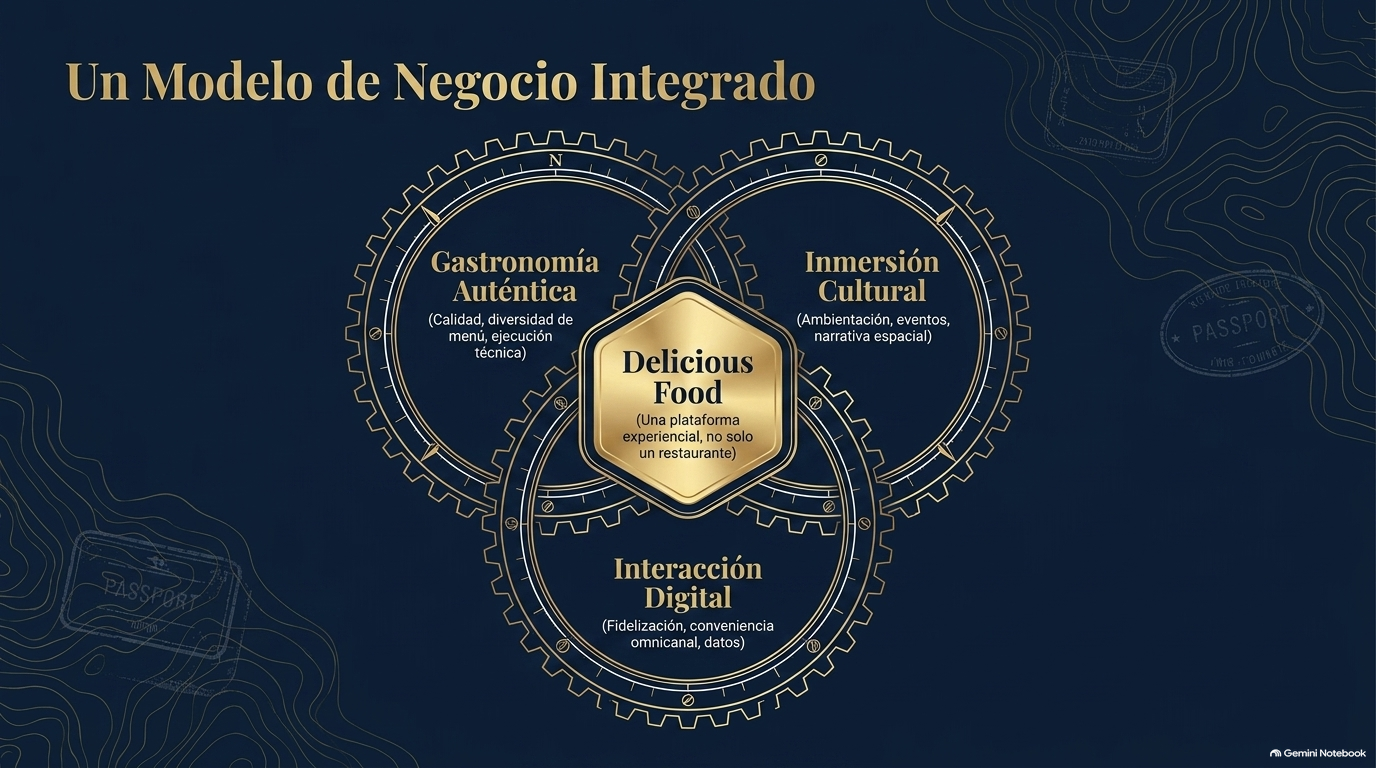 Un Modelo de Negocio Integrado
N
Gastronomía
Auténtica
(Calidad, diversidad de
menú, ejecución
técnica)
Inmersión
Cultural
(Ambientación, eventos,
narrativa espacial)
Delicious
Food
(Una plataforma
experiencial, no solo
un restaurante)
Interacción
Digital
(Fidelización, conveniencia
omnicanal, datos)
PASSPORT
PASSPORT
Gemini Notebook